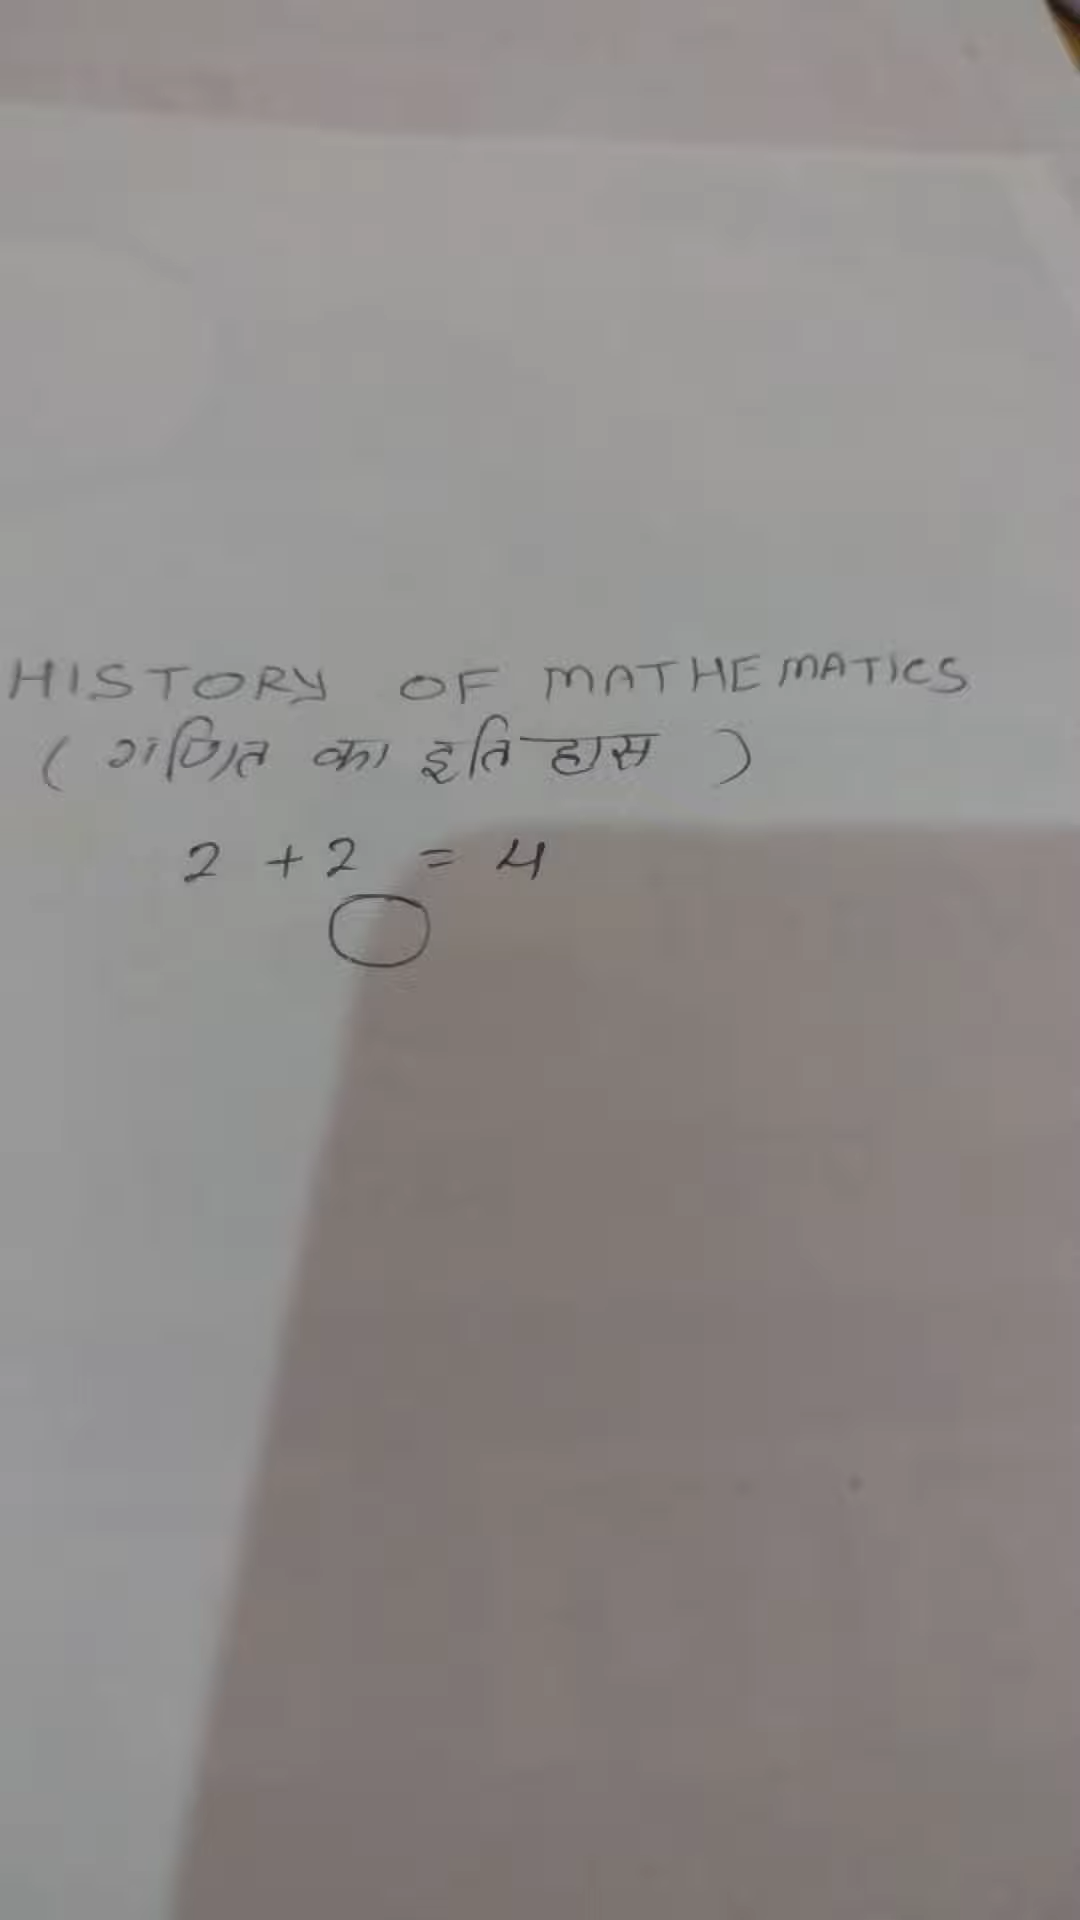 HISTORY OF MATHEMATICS
( गणित का इतिहास )
2 + 2 = 4